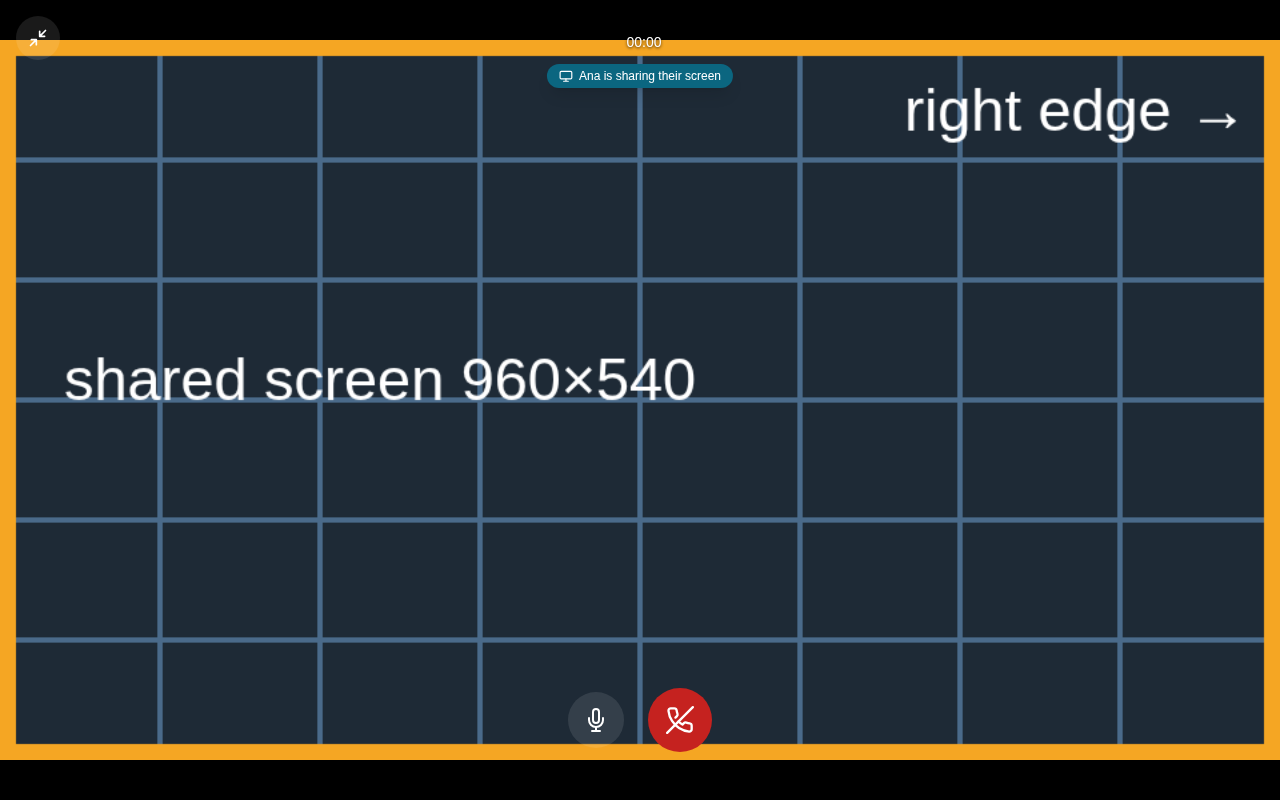 00:00
Ana is sharing their screen
right edge →
shared screen 960×540